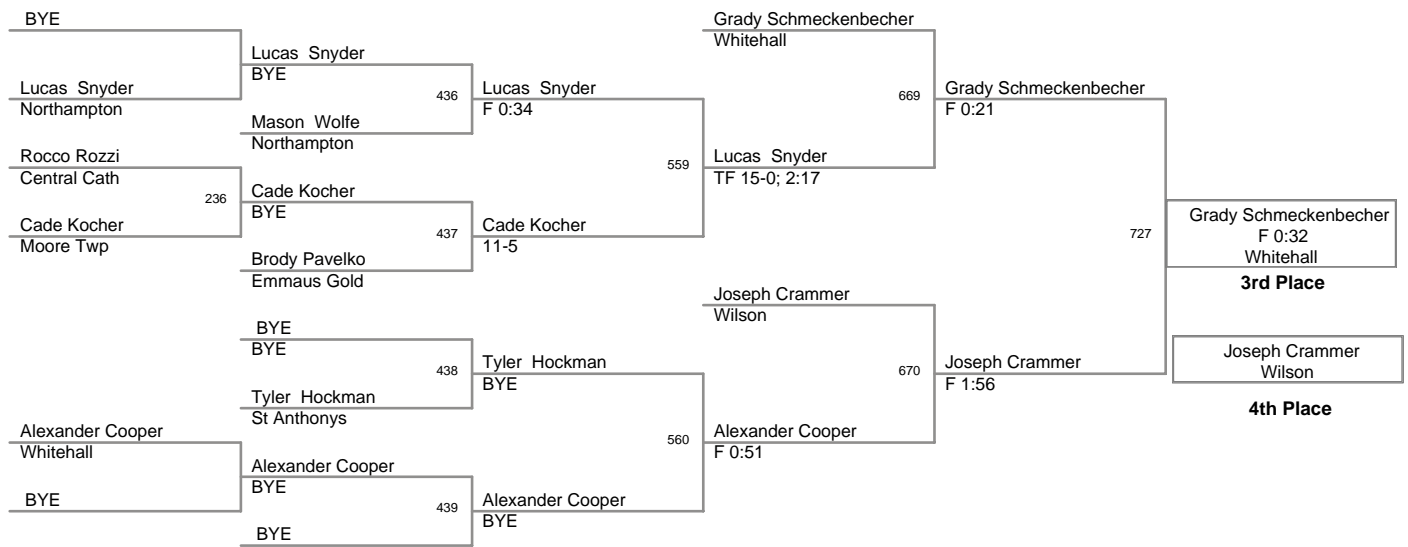 BYE
Lucas Snyder
Northampton
Rocco Rozzi
Central Cath
236
Cade Kocher
Moore Twp
Alexander Cooper
Whitehall
BYE
Lucas Snyder
BYE
436
Mason Wolfe
Northampton
Cade Kocher
BYE
437
Brody Pavelko
Emmaus Gold
BYE
BYE
438
Tyler Hockman
St Anthonys
Alexander Cooper
BYE
439
BYE
Lucas Snyder
F 0:34
559
Cade Kocher
11-5
Tyler Hockman
BYE
560
Alexander Cooper
BYE
Grady Schmeckenbecher
Whitehall
669
Lucas Snyder
TF 15-0; 2:17
Joseph Crammer
Wilson
670
Alexander Cooper
F 0:51
Grady Schmeckenbecher
F 0:21
727
Joseph Crammer
F 1:56
Grady Schmeckenbecher
F 0:32
Whitehall
3rd Place
Joseph Crammer
Wilson
4th Place